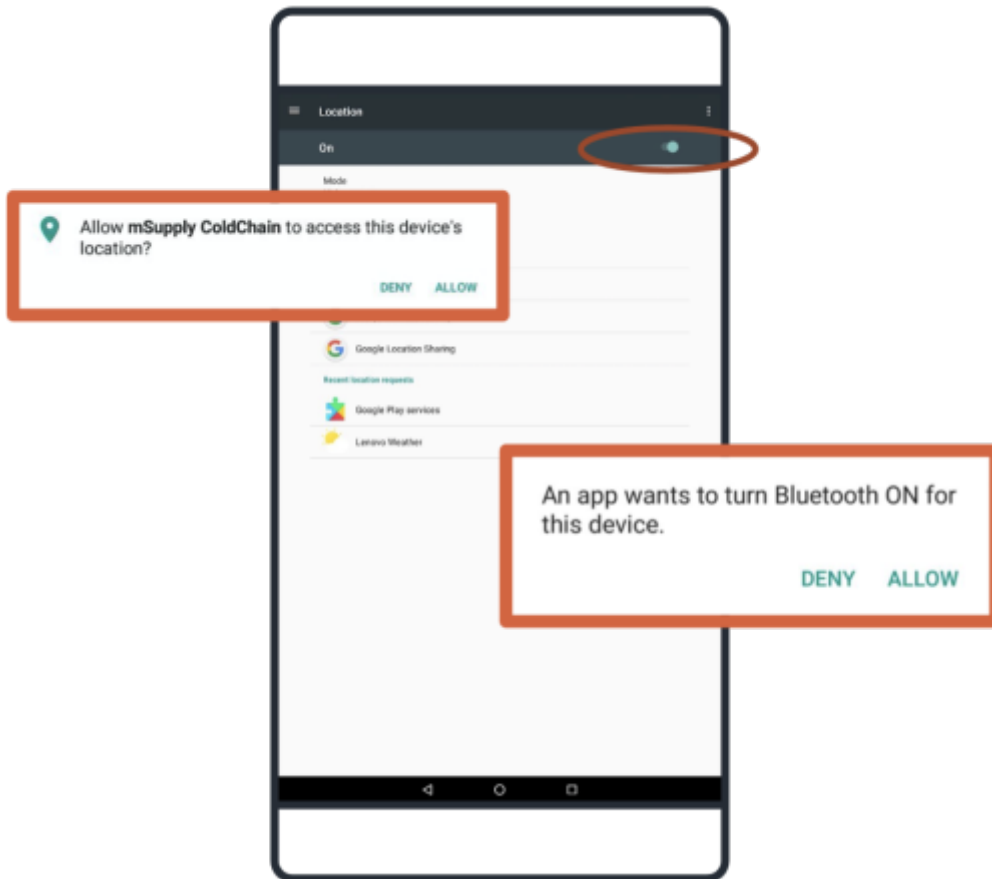 Location
On
Mode
Allow mSupply ColdChain to access this device's
location?
DENY ALLOW
Google Location Sharing
Recent location requests
Google Play services
Lenovo Weather
An app wants to turn Bluetooth ON for
this device.
DENY ALLOW